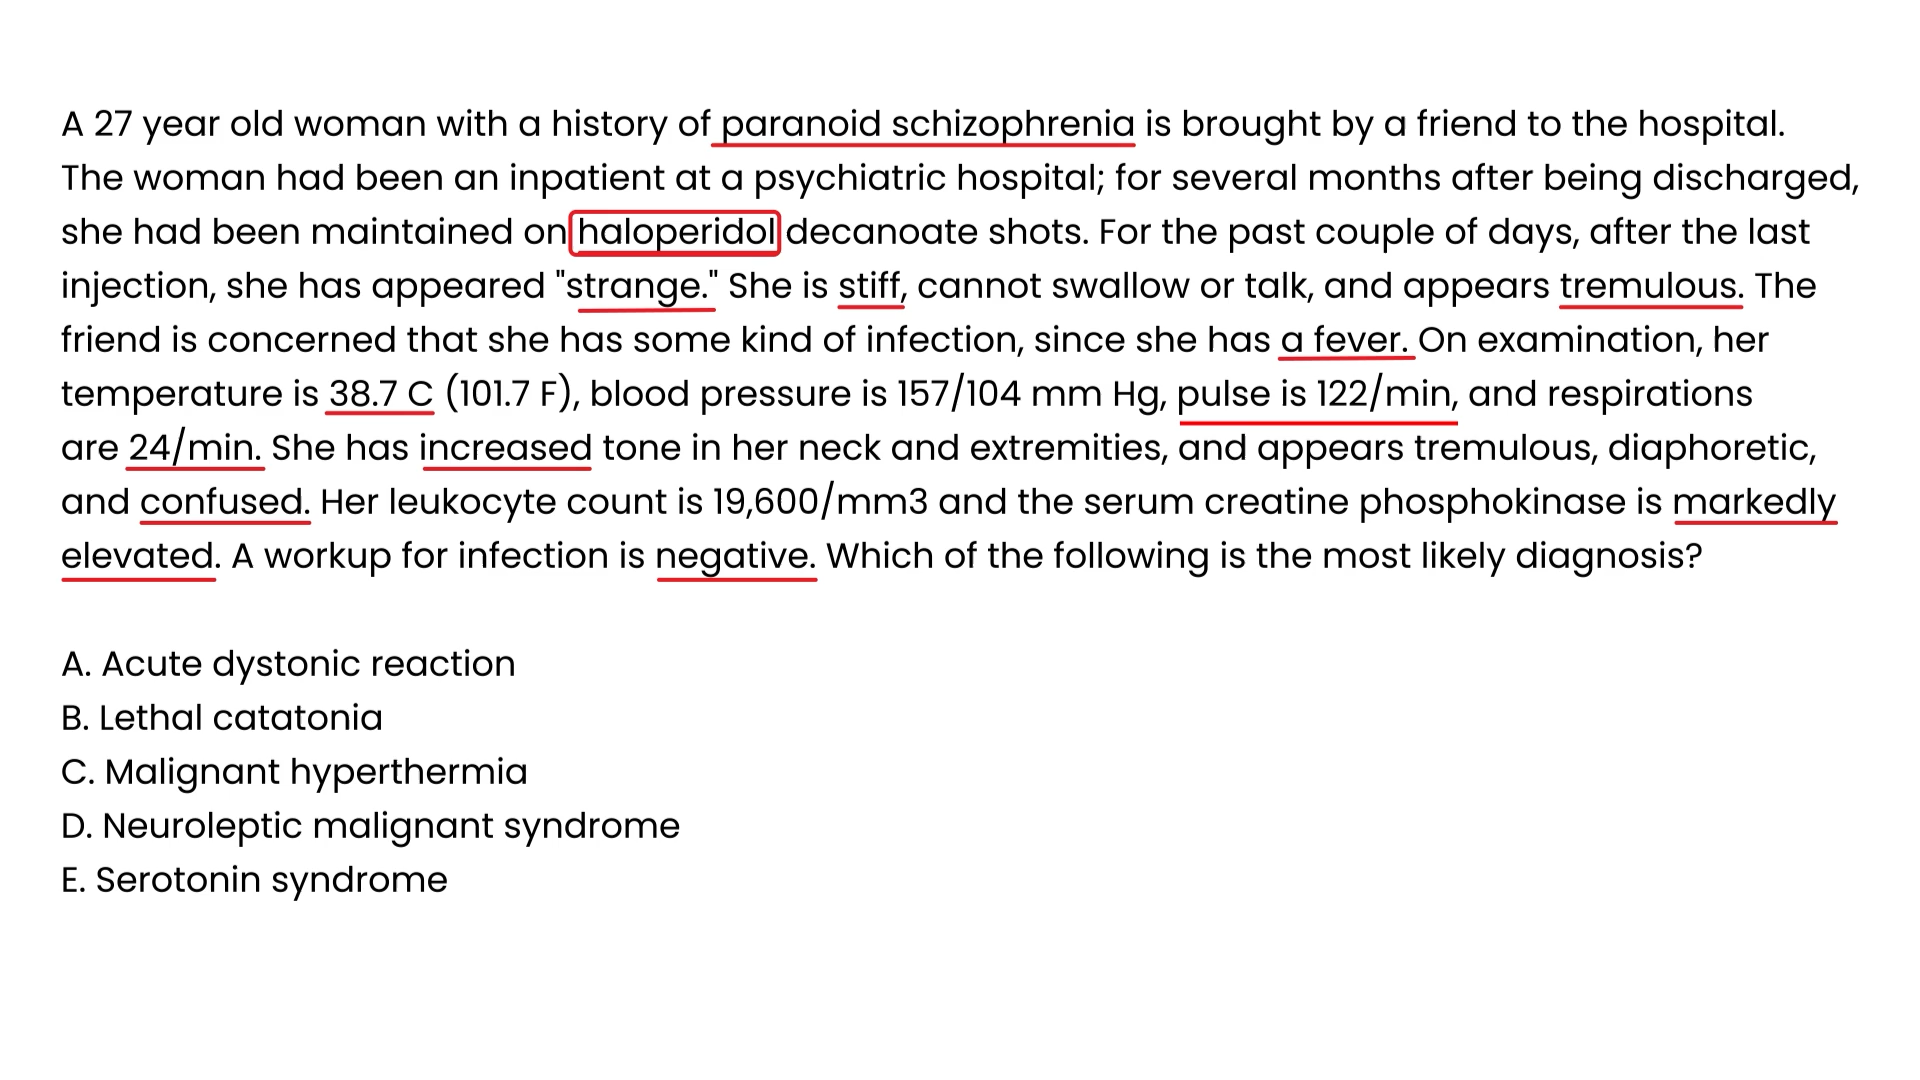 A 27 year old woman with a history of paranoid schizophrenia is brought by a friend to the hospital.
The woman had been an inpatient at a psychiatric hospital; for several months after being discharged,
she had been maintained on haloperidol decanoate shots. For the past couple of days, after the last
injection, she has appeared "strange." She is stiff, cannot swallow or talk, and appears tremulous. The
friend is concerned that she has some kind of infection, since she has a fever. On examination, her
temperature is 38.7 C (101.7 F), blood pressure is 157/104 mm Hg, pulse is 122/min, and respirations
are 24/min. She has increased tone in her neck and extremities, and appears tremulous, diaphoretic,
and confused. Her leukocyte count is 19,600/mm3 and the serum creatine phosphokinase is markedly
elevated. A workup for infection is negative. Which of the following is the most likely diagnosis?
A. Acute dystonic reaction
B. Lethal catatonia
C. Malignant hyperthermia
D. Neuroleptic malignant syndrome
E. Serotonin syndrome